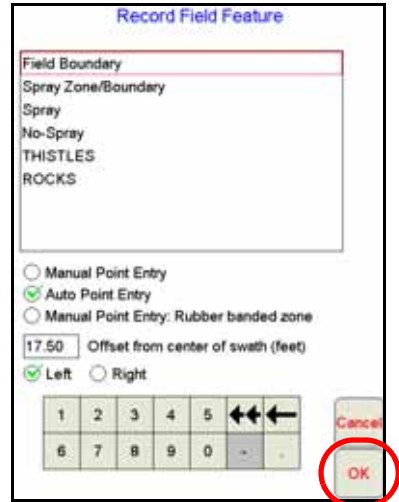 Record Field Feature
Field Boundary
Spray Zone/Boundary
Spray
No-Spray
THISTLES
ROCKS
Manual Point Entry
Auto Point Entry
Manual Point Entry: Rubber banded zone
17.50 Offset from center of swath (feet)
Left Right
1 2 3 4 5
6 7 8 9 0 - .
Cancel
OK